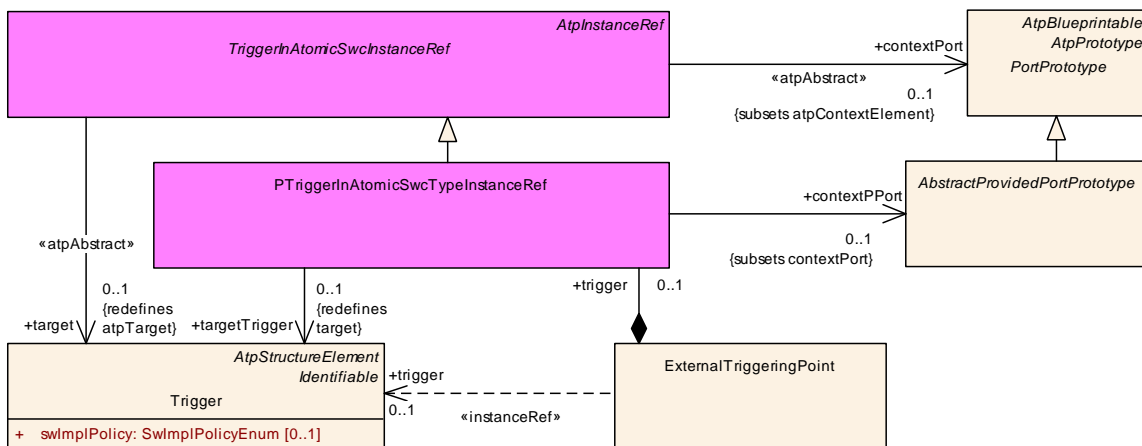 AtpInstanceRef
TriggerInAtomicSwcInstanceRef
AtpBlueprintable
AtpPrototype
PortPrototype
+contextPort
«atpAbstract»
0..1
{subsets atpContextElement}
PTriggerInAtomicSwcTypeInstanceRef
AbstractProvidedPortPrototype
+contextPPort
0..1
{subsets contextPort}
«atpAbstract»
0..1
{redefines
atpTarget}
+target
0..1
{redefines
target}
+targetTrigger
+trigger
0..1
AtpStructureElement
Identifiable
Trigger
+ swImplPolicy: SwImplPolicyEnum [0..1]
+trigger
0..1
«instanceRef»
ExternalTriggeringPoint